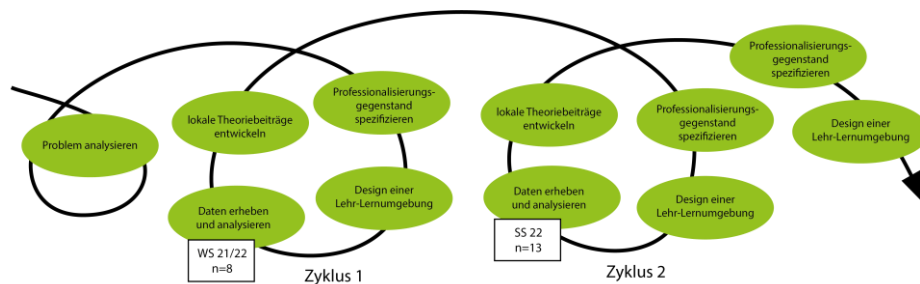 Problem analysieren
lokale Theoriebeiträge
entwickeln
Professionalisierungs-
gegenstand
spezifizieren
Daten erheben
und analysieren
WS 21/22
n=8
Design einer
Lehr-Lernumgebung
Zyklus 1
lokale Theoriebeiträge
entwickeln
Professionalisierungs-
gegenstand
spezifizieren
Daten erheben
und analysieren
SS 22
n=13
Design einer
Lehr-Lernumgebung
Zyklus 2
Professionalisierungs-
gegenstand
spezifizieren
Design einer
Lehr-Lernumgebung